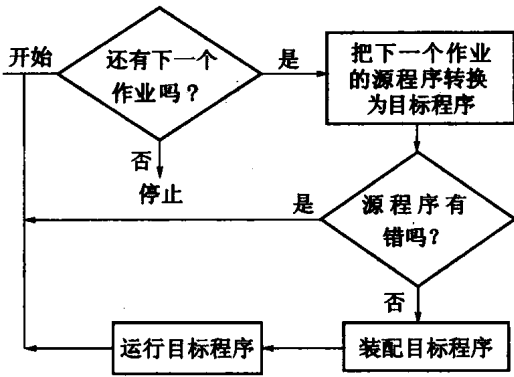 开始
还有下一个
作业吗？
是
把下一个作业
的源程序转换
为目标程序
否
停止
是
源程序有
错吗？
否
运行目标程序
装配目标程序